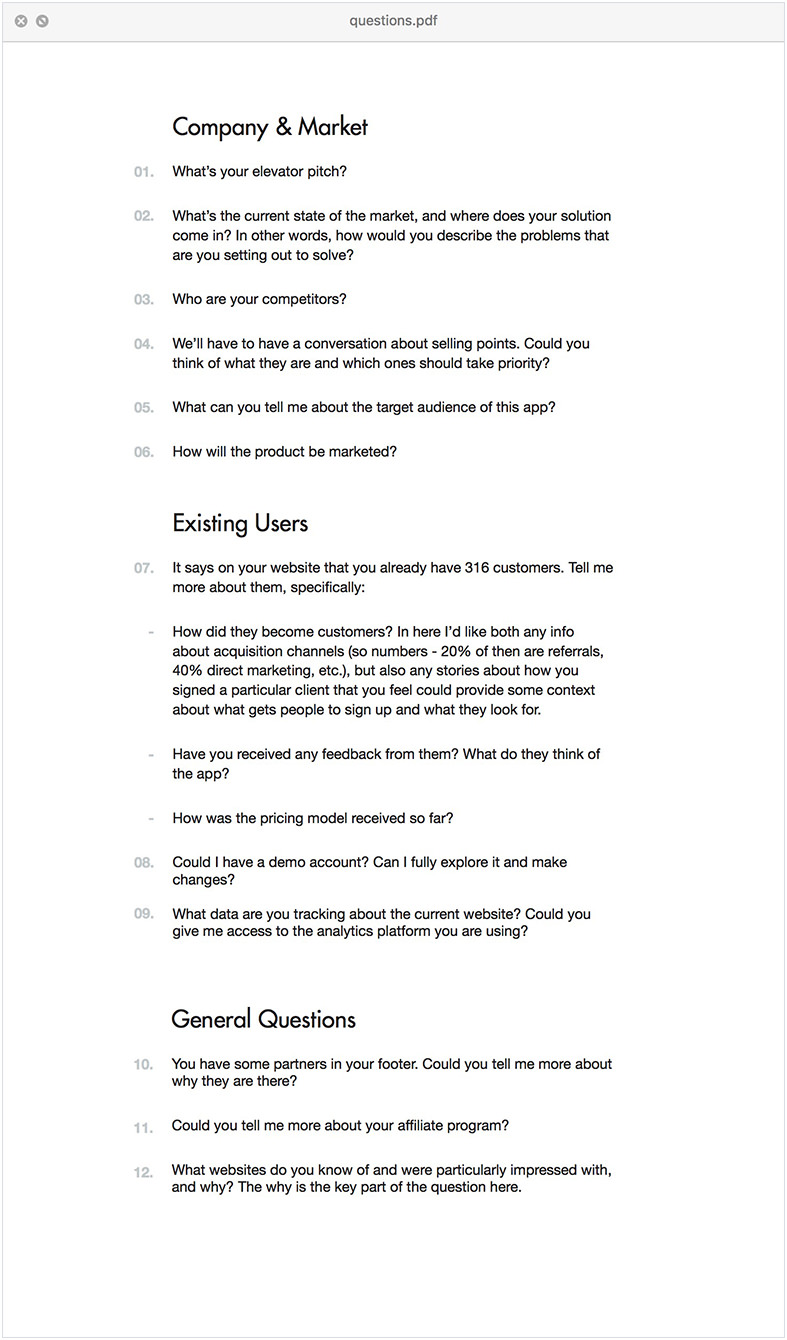 questions.pdf
Company & Market
01. What's your elevator pitch?
02. What's the current state of the market, and where does your solution
come in? In other words, how would you describe the problems that
are you setting out to solve?
03. Who are your competitors?
04. We'll have to have a conversation about selling points. Could you
think of what they are and which ones should take priority?
05. What can you tell me about the target audience of this app?
06. How will the product be marketed?
Existing Users
07. It says on your website that you already have 316 customers. Tell me
more about them, specifically:
- How did they become customers? In here I'd like both any info
about acquisition channels (so numbers - 20% of then are referrals,
40% direct marketing, etc.), but also any stories about how you
signed a particular client that you feel could provide some context
about what gets people to sign up and what they look for.
- Have you received any feedback from them? What do they think of
the app?
- How was the pricing model received so far?
08. Could I have a demo account? Can I fully explore it and make
changes?
09. What data are you tracking about the current website? Could you
give me access to the analytics platform you are using?
General Questions
10. You have some partners in your footer. Could you tell me more about
why they are there?
11. Could you tell me more about your affiliate program?
12. What websites do you know of and were particularly impressed with,
and why? The why is the key part of the question here.